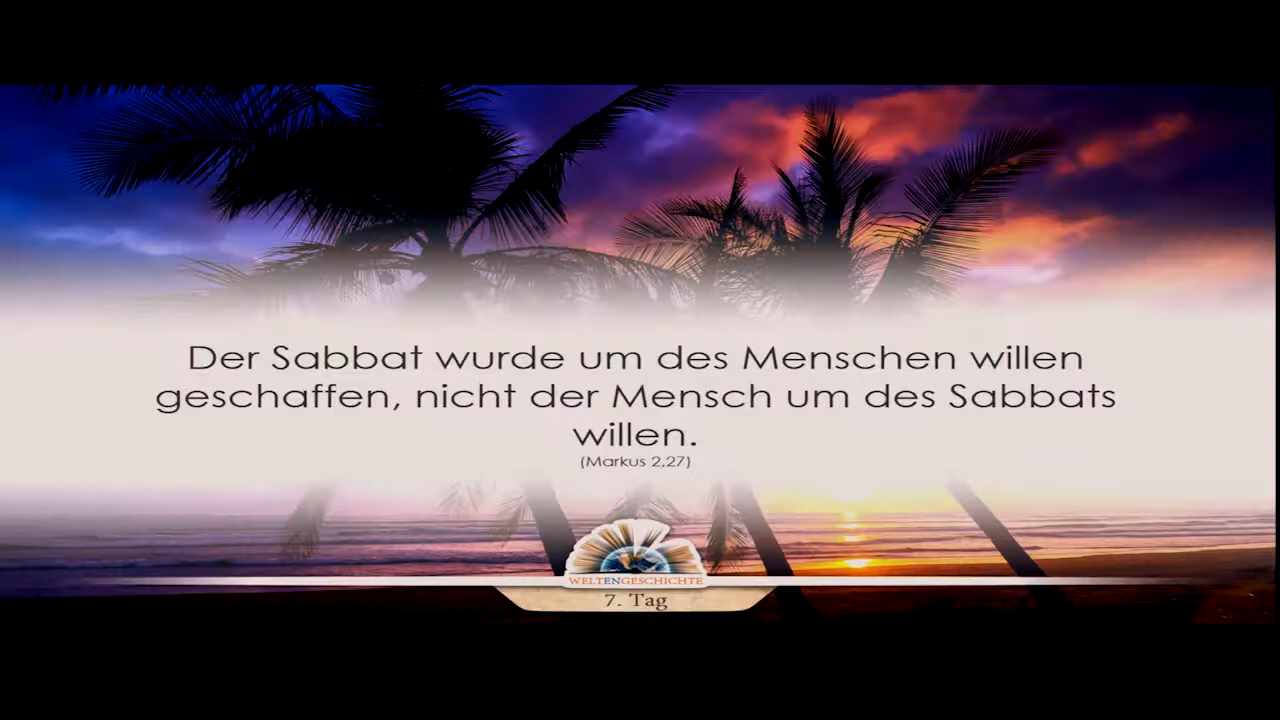 Der Sabbat wurde um des Menschen willen
geschaffen, nicht der Mensch um des Sabbats
willen.
(Markus 2,27)
WELTENGESCHICHTE
7. Tag